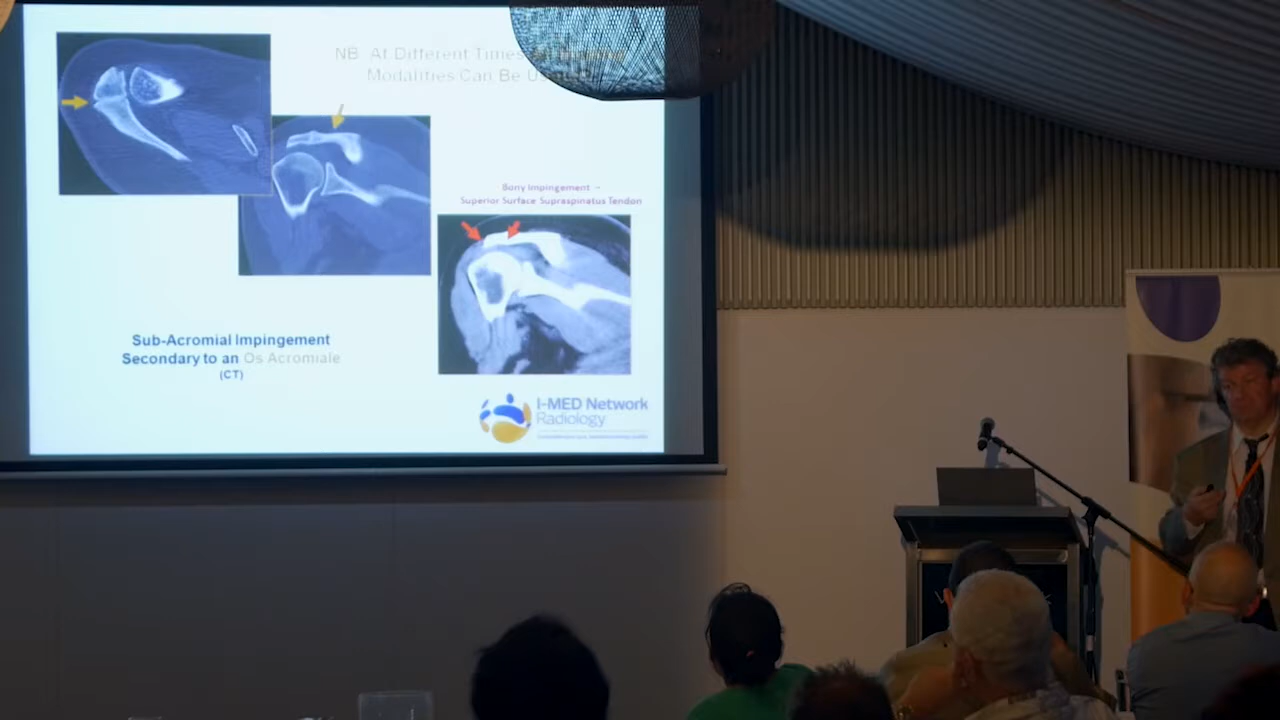 NB: At Different Times
Modalities Can Be Used
Bony Impingement –
Superior Surface Supraspinatus Tendon
Sub-Acromial Impingement
Secondary to an Os Acromiale
(CT)
I-MED Network
Radiology